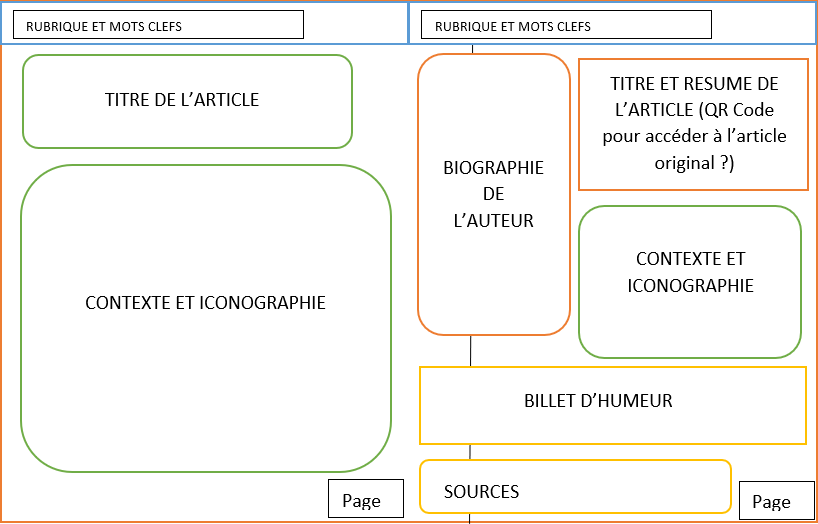 RUBRIQUE ET MOTS CLEFS
TITRE DE L’ARTICLE
CONTEXTE ET ICONOGRAPHIE
Page
RUBRIQUE ET MOTS CLEFS
BIOGRAPHIE
DE
L’AUTEUR
TITRE ET RESUME DE
L’ARTICLE (QR Code
pour accéder à l’article
original ?)
CONTEXTE ET
ICONOGRAPHIE
BILLET D’HUMEUR
SOURCES
Page